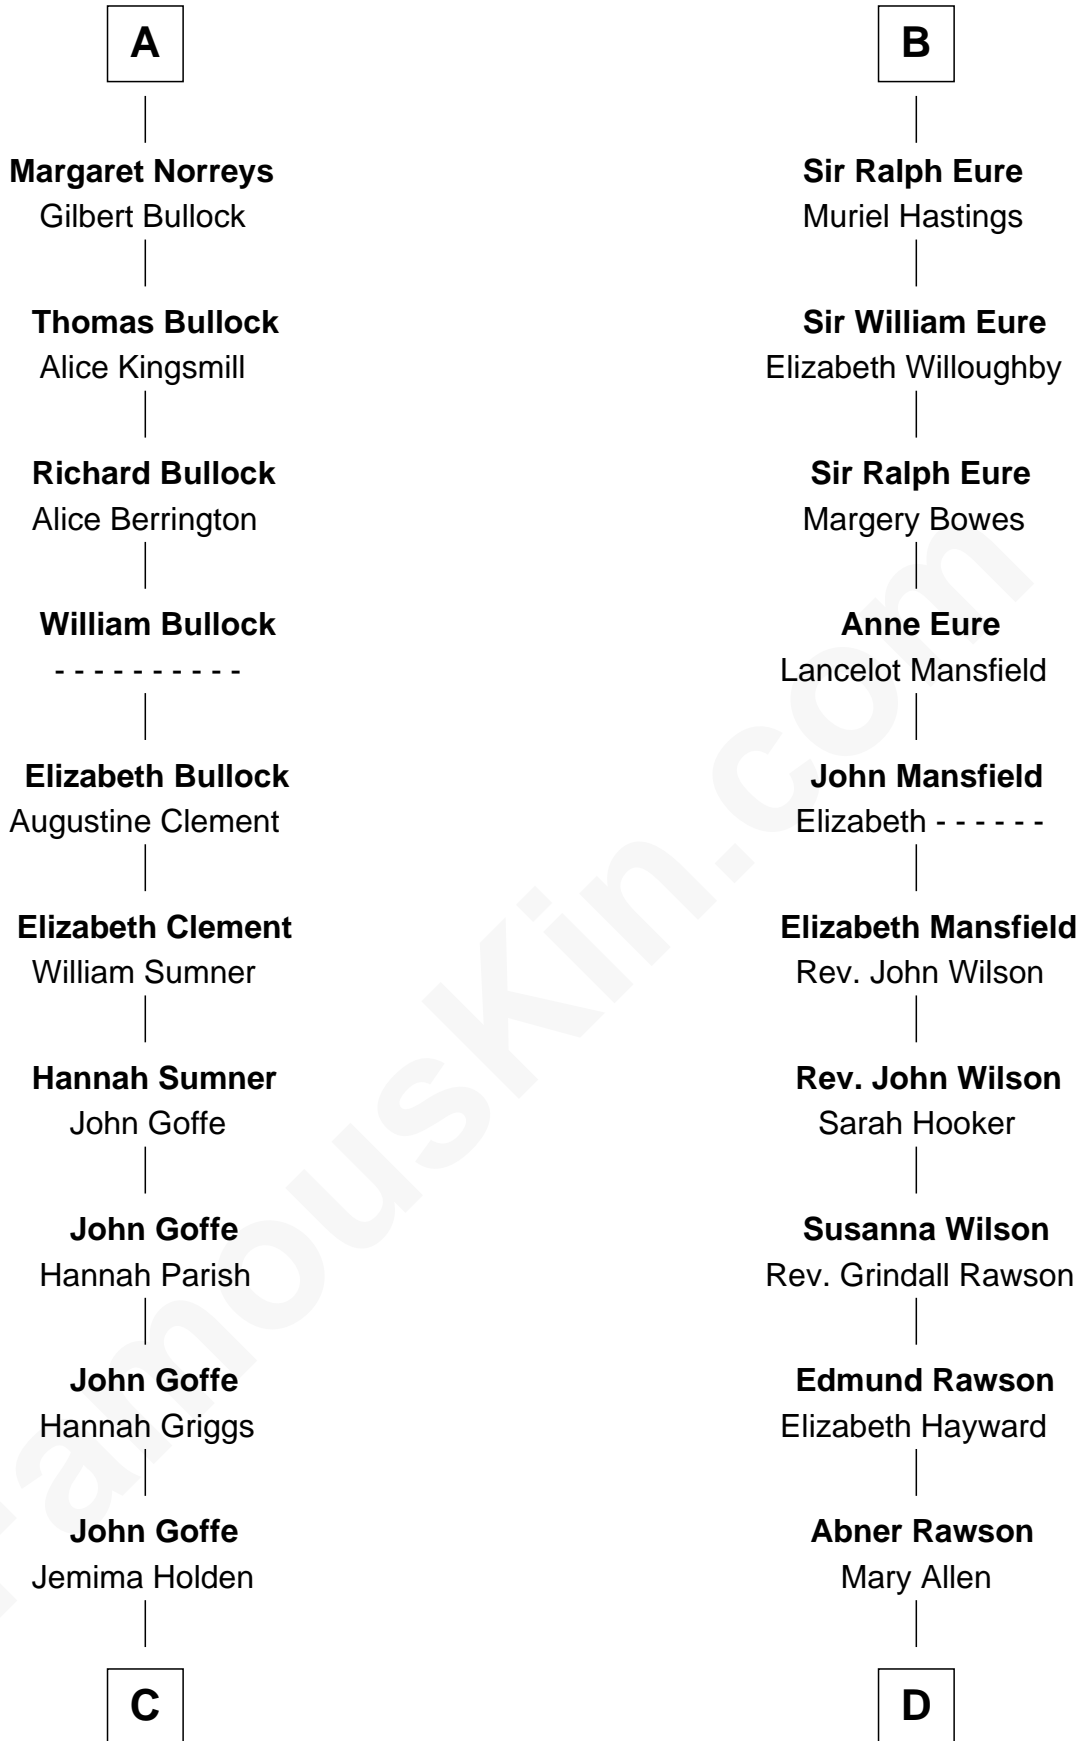 A
Margaret Norreys
Gilbert Bullock
Thomas Bullock
Alice Kingsmill
Richard Bullock
Alice Berrington
William Bullock
- - - - - - - - - -
Elizabeth Bullock
Augustine Clement
Elizabeth Clement
William Sumner
Hannah Sumner
John Goffe
John Goffe
Hannah Parish
John Goffe
Hannah Griggs
John Goffe
Jemima Holden
C
B
Sir Ralph Eure
Muriel Hastings
Sir William Eure
Elizabeth Willoughby
Sir Ralph Eure
Margery Bowes
Anne Eure
Lancelot Mansfield
John Mansfield
Elizabeth - - - - - -
Elizabeth Mansfield
Rev. John Wilson
Rev. John Wilson
Sarah Hooker
Susanna Wilson
Rev. Grindall Rawson
Edmund Rawson
Elizabeth Hayward
Abner Rawson
Mary Allen
D
FamousKin.com